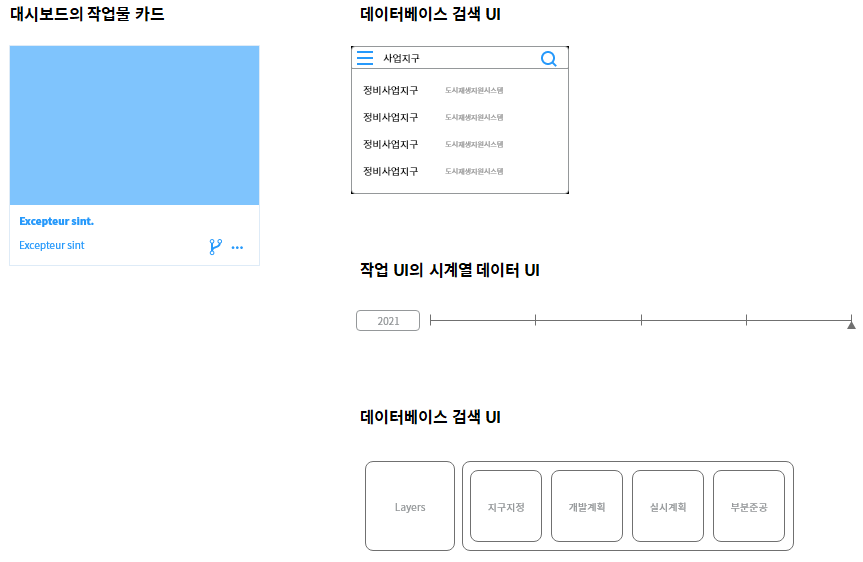 대시보드의 작업물 카드
Excepteur sint.
Excepteur sint
데이터베이스 검색 UI
사업지구
정비사업지구 도시재생지원시스템
정비사업지구 도시재생지원시스템
정비사업지구 도시재생지원시스템
정비사업지구 도시재생지원시스템
작업 UI의 시계열 데이터 UI
2021
데이터베이스 검색 UI
Layers 지구지정 개발계획 실시계획 부분준공